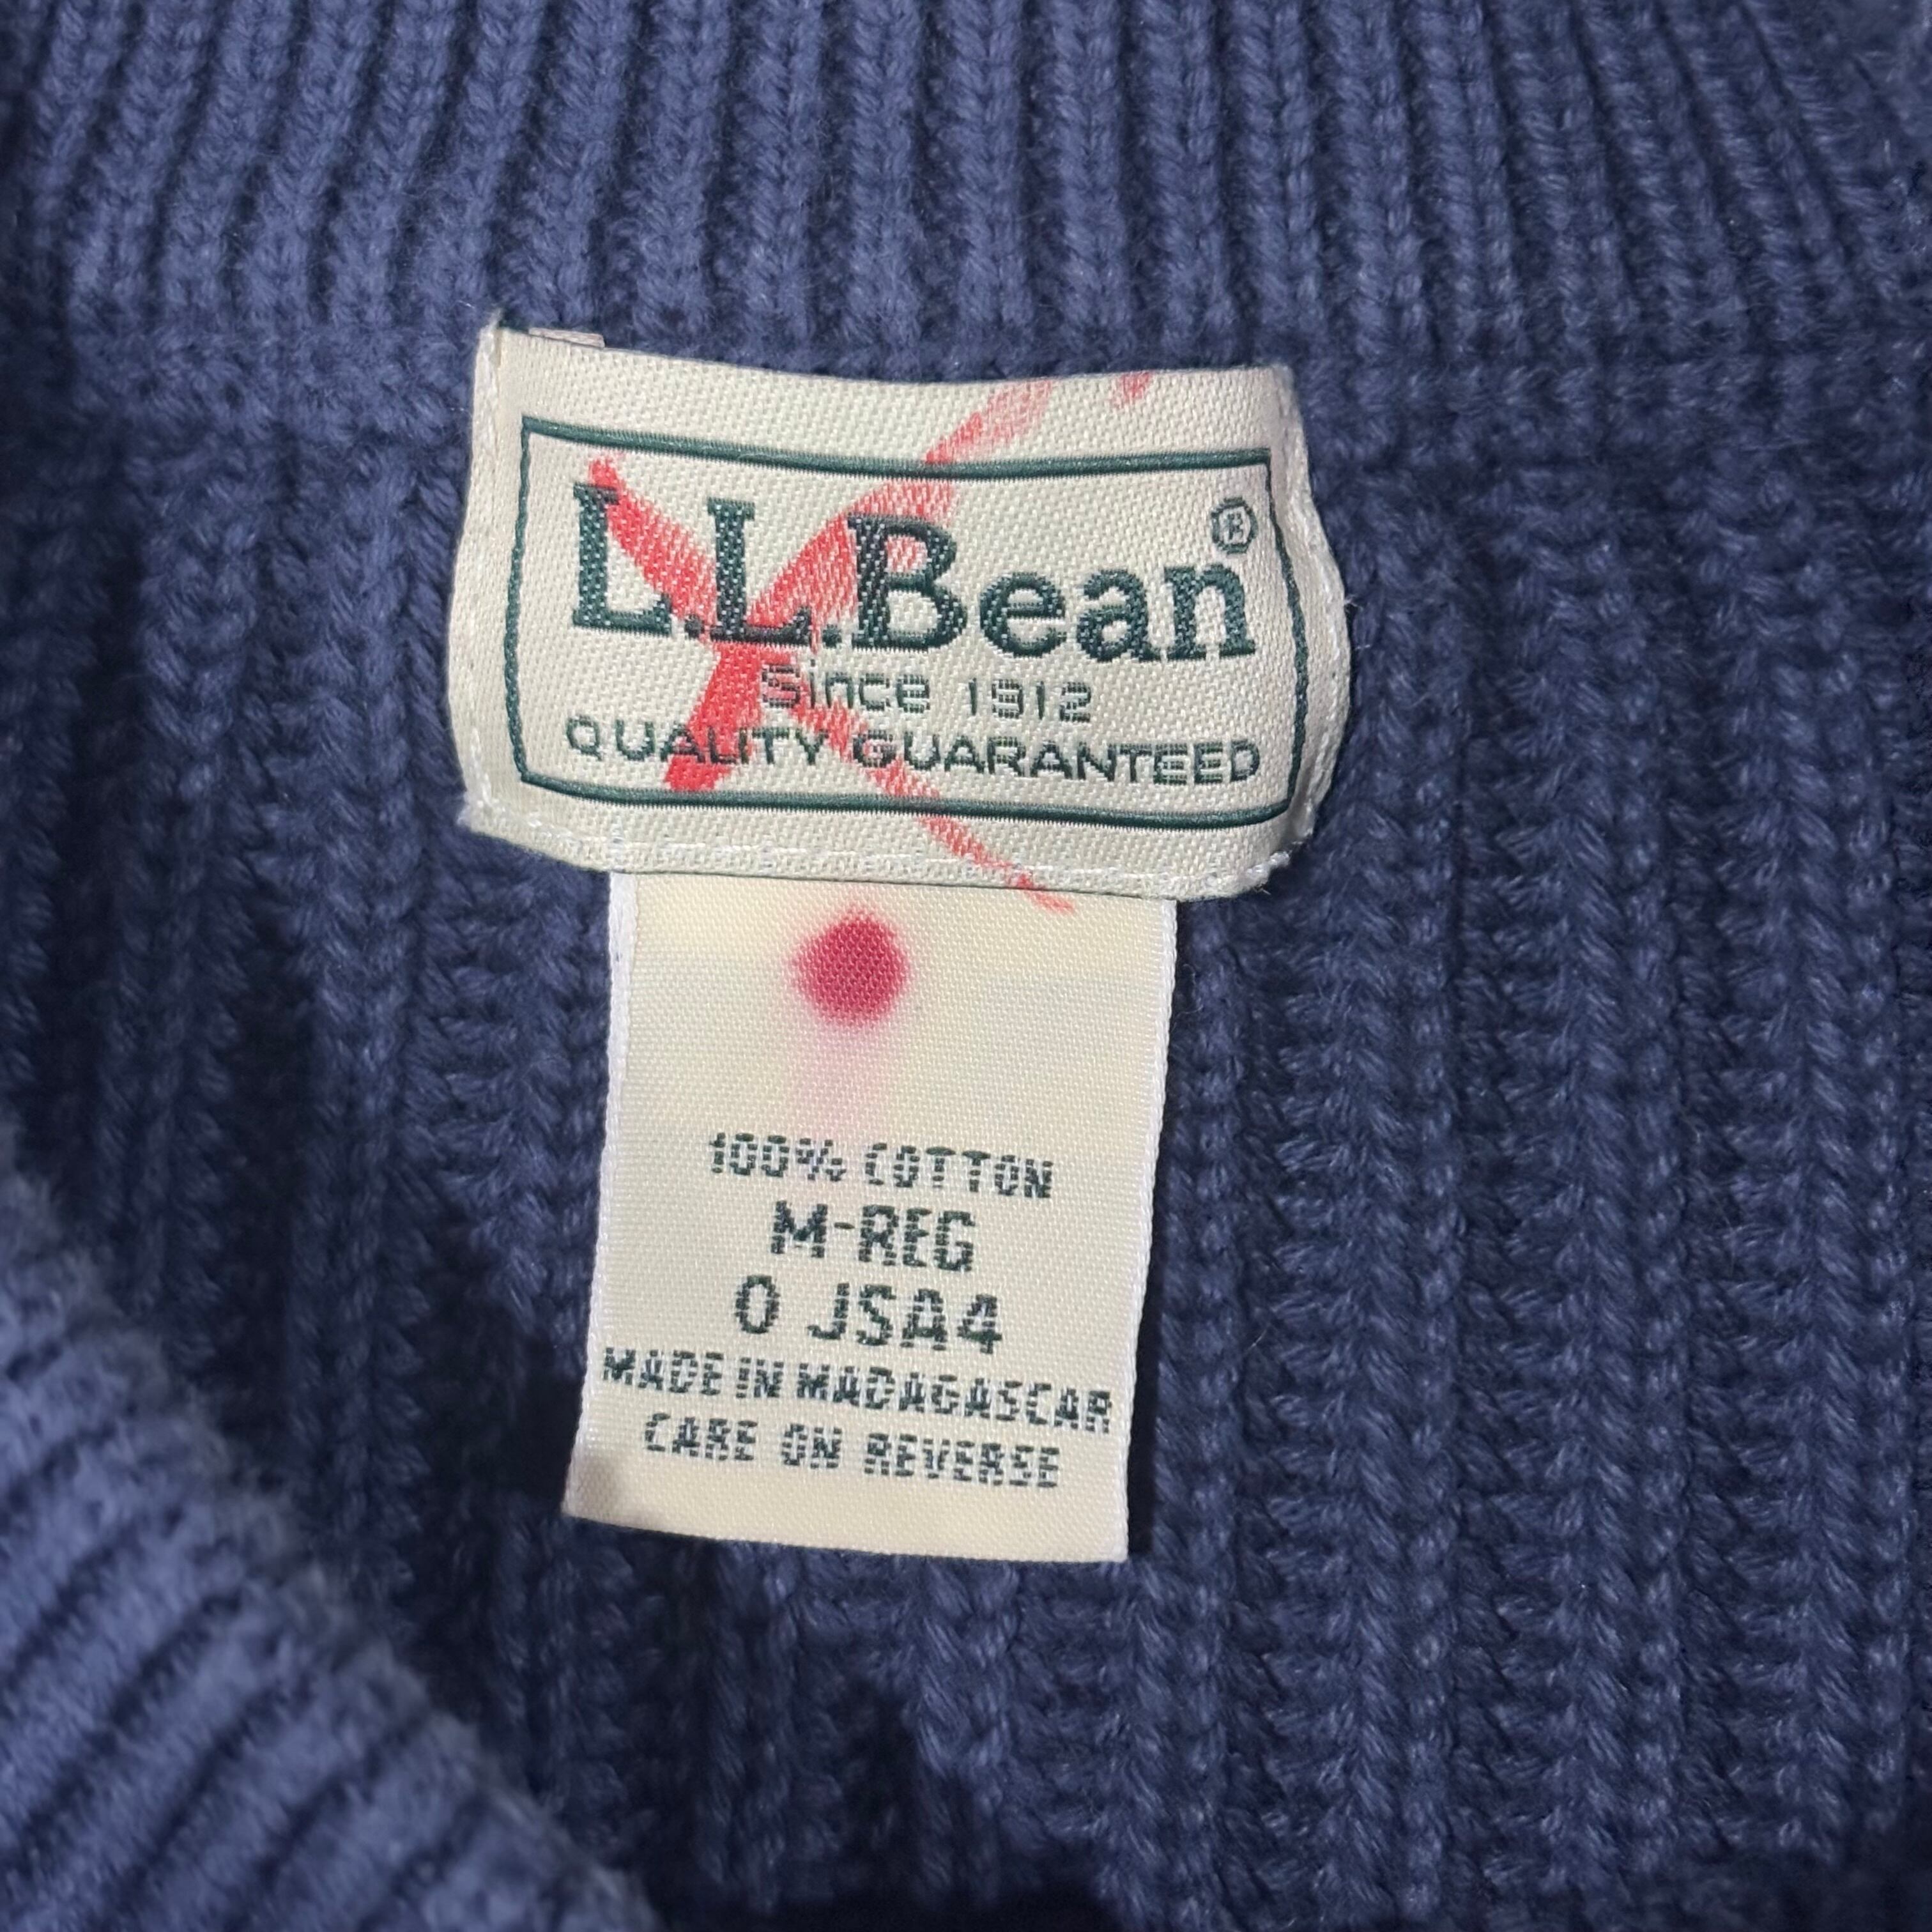 L.L.Bean®
Since 1912
QUALITY GUARANTEED
100% COTTON
M-REG
0 JSA4
MADE IN MADAGASCAR
CARE ON REVERSE